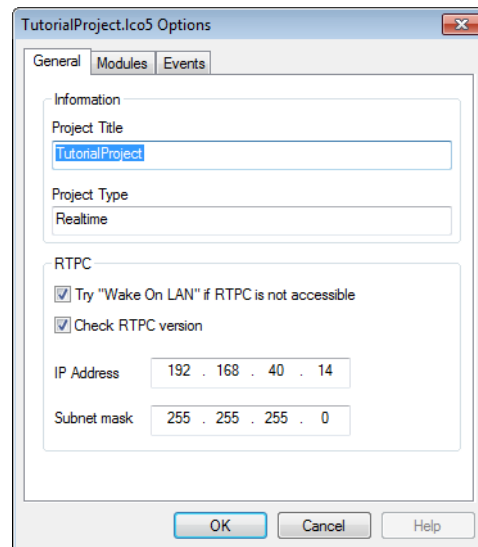 TutorialProject.Ico5 Options
General Modules Events
Information
Project Title
TutorialProject
Project Type
Realtime
RTPC
Try "Wake On LAN" if RTPC is not accessible
Check RTPC version
IP Address 192 . 168 . 40 . 14
Subnet mask 255 . 255 . 255 . 0
OK Cancel Help